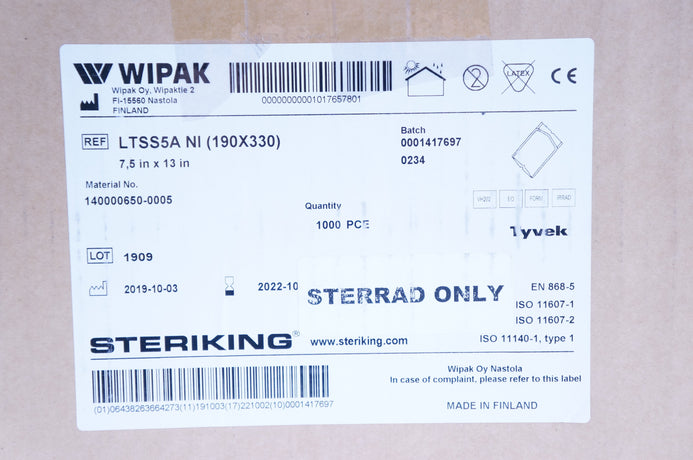 WIPAK
Wipak Oy, Wipaktie 2
FI-15560 Nastola
FINLAND
00000000001017657801
LATEX
CE
REF LTSS5A NI (190X330)
7,5 in x 13 in
Batch
0001417697
0234
Material No.
140000650-0005
Quantity
1000 PCE
VH202 EO FORM IRRAD
Tyvek
LOT 1909
2019-10-03 2022-10
STERRAD ONLY
EN 868-5
ISO 11607-1
ISO 11607-2
ISO 11140-1, type 1
STERIKING® www.steriking.com
(01)06438263664273(11)191003(17)221002(10)0001417697
Wipak Oy Nastola
In case of complaint, please refer to this label
MADE IN FINLAND